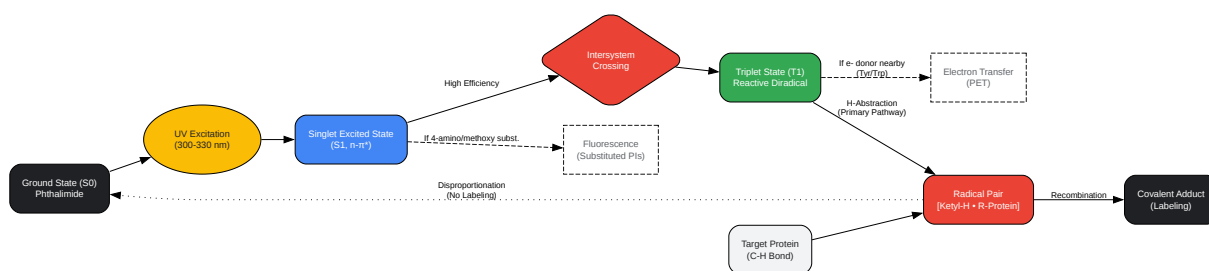 Intersystem
Crossing
If e- donor nearby
(Tyr/Trp)
Triplet State (T1)
Reactive Diradical
Electron Transfer
(PET)
High Efficiency
H-Abstraction
(Primary Pathway)
UV Excitation
(300-330 nm)
Singlet Excited State
(S1, n-π*)
If 4-amino/methoxy subst.
Fluorescence
(Substituted PIs)
Ground State (S0)
Phthalimide
Disproportionation
(No Labeling)
Radical Pair
[Ketyl-H • R-Protein]
Recombination
Covalent Adduct
(Labeling)
Target Protein
(C-H Bond)